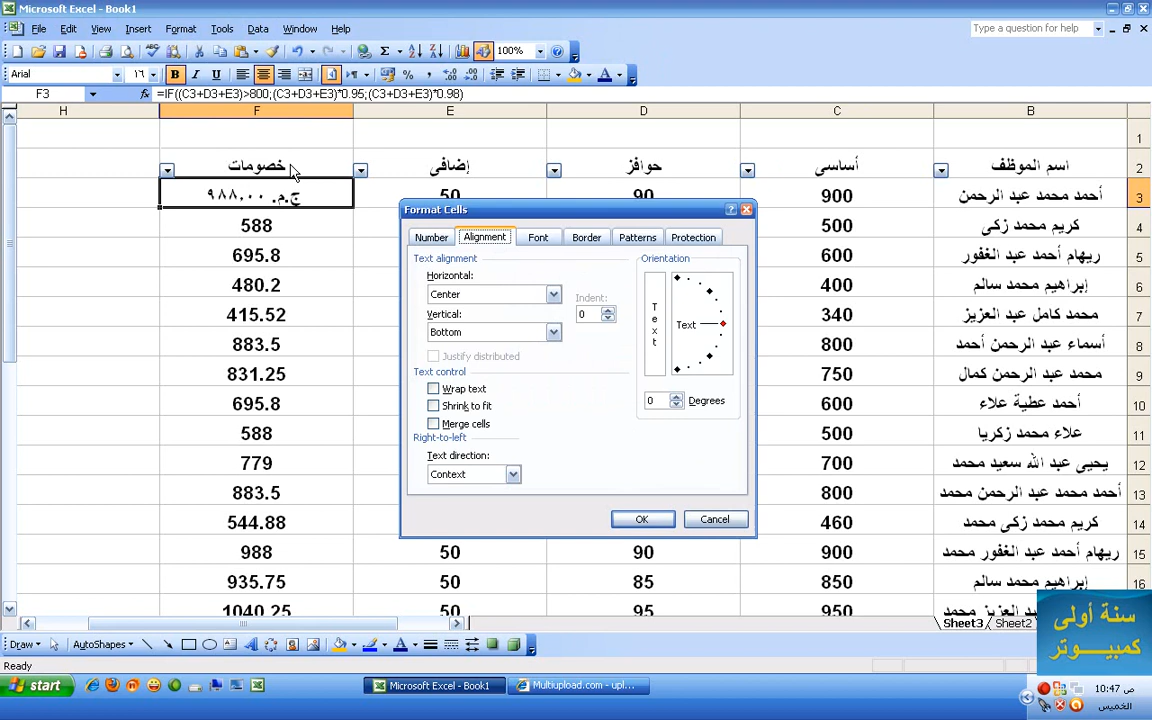 Microsoft Excel - Book1
File Edit View Insert Format Tools Data Window Help
Type a question for help
100%
Arial ١٦ B I U
F3 fx =IF((C3+D3+E3)>800;(C3+D3+E3)*0.95;(C3+D3+E3)*0.98)
H F E D C B
1
خصومات إضافى حوافز أساسى اسم الموظف 2
ج.م. ٩٨٨,٠٠ 50 90 900 أحمد محمد عبد الرحمن 3
588 500 كريم محمد زكى 4
695.8 600 ريهام أحمد عبد الغفور 5
480.2 400 إبراهيم محمد سالم 6
415.52 340 محمد كامل عبد العزيز 7
883.5 800 أسماء عبد الرحمن أحمد 8
831.25 750 محمد عبد الرحمن كمال 9
695.8 600 أحمد عطية علاء 10
588 500 علاء محمد زكريا 11
779 700 يحيى عبد الله سعيد محمد 12
883.5 800 أحمد محمد عبد الرحمن محمد 13
544.88 460 كريم محمد زكى محمد 14
988 50 90 900 ريهام أحمد عبد الغفور محمد 15
935.75 50 85 850 إبراهيم محمد سالم 16
1040.25 50 95 950 عبد العزيز محمد
Format Cells
Number Alignment Font Border Patterns Protection
Text alignment
Horizontal:
Center
Indent:
0
Vertical:
Bottom
Justify distributed
Text control
Wrap text
Shrink to fit
Merge cells
Right-to-left
Text direction:
Context
Orientation
Text
Text
0 Degrees
OK Cancel
Sheet3 Sheet2
سنة أولى
كمبيــوتر
Draw AutoShapes
Ready
start Microsoft Excel - Book1 Multiupload.com - upl...
10:47 ص
الخميس